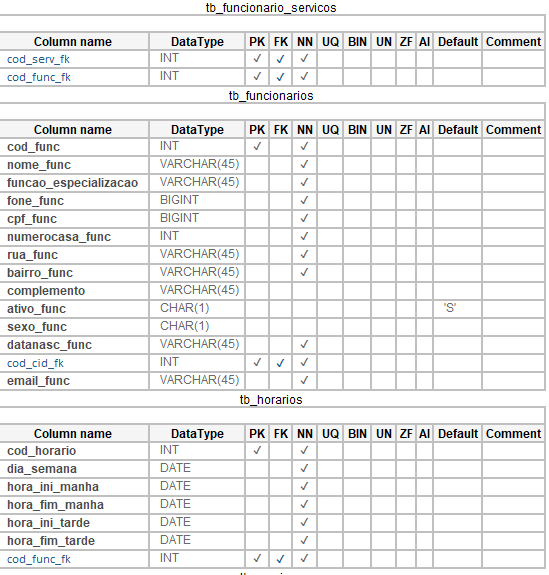 tb_funcionario_servicos
Column name DataType PK FK NN UQ BIN UN ZF AI Default Comment
cod_serv_fk INT ✓ ✓ ✓
cod_func_fk INT ✓ ✓ ✓
tb_funcionarios
Column name DataType PK FK NN UQ BIN UN ZF AI Default Comment
cod_func INT ✓ ✓
nome_func VARCHAR(45) ✓
funcao_especializacao VARCHAR(45) ✓
fone_func BIGINT ✓
cpf_func BIGINT ✓
numerocasa_func INT ✓
rua_func VARCHAR(45) ✓
bairro_func VARCHAR(45) ✓
complemento VARCHAR(45)
ativo_func CHAR(1) 'S'
sexo_func CHAR(1)
datanasc_func VARCHAR(45) ✓
cod_cid_fk INT ✓ ✓ ✓
email_func VARCHAR(45) ✓
tb_horarios
Column name DataType PK FK NN UQ BIN UN ZF AI Default Comment
cod_horario INT ✓ ✓
dia_semana DATE ✓
hora_ini_manha DATE ✓
hora_fim_manha DATE ✓
hora_ini_tarde DATE ✓
hora_fim_tarde DATE ✓
cod_func_fk INT ✓ ✓ ✓